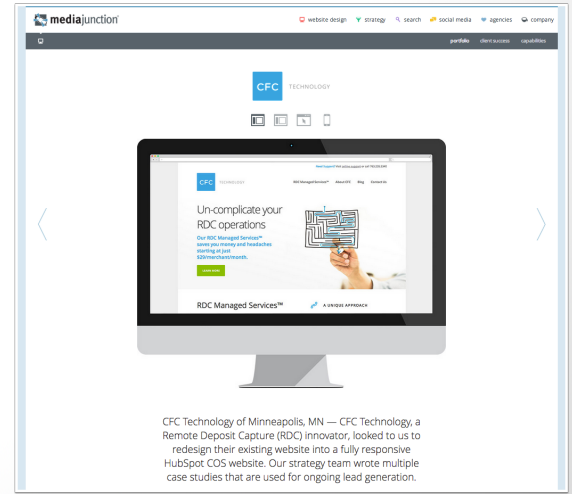 mediajunction®
website design strategy search social media agencies company
portfolio client success capabilities
CFC TECHNOLOGY
CFC TECHNOLOGY
RDC Managed Services™ About CFC Blog Contact Us
Un-complicate your
RDC operations
Our RDC Managed Services™
saves you money and headaches
starting at just
$29/merchant/month.
LEARN MORE
RDC Managed Services™
A UNIQUE APPROACH
CFC Technology of Minneapolis, MN — CFC Technology, a
Remote Deposit Capture (RDC) innovator, looked to us to
redesign their existing website into a fully responsive
HubSpot COS website. Our strategy team wrote multiple
case studies that are used for ongoing lead generation.